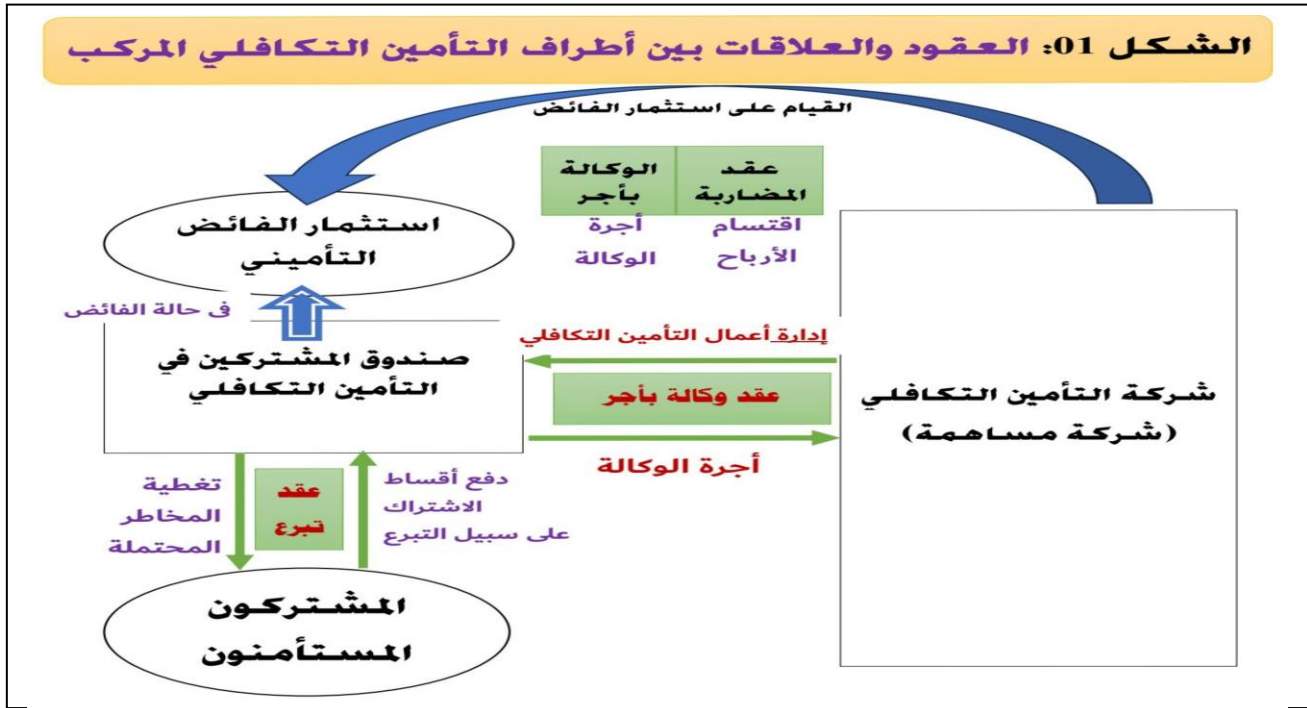 الشكل 01: العقود والعلاقات بين أطراف التأمين التكافلي المركب
القيام على استثمار الفائض
عقد
المضاربة
الوكالة
بأجر
اقتسام
الأرباح
أجرة
الوكالة
استثمار الفائض
التأميني
فى حالة الفائض
صندوق المشتركين في
التأمين التكافلي
إدارة أعمال التأمين التكافلي
عقد وكالة بأجر
أجرة الوكالة
شركة التأمين التكافلي
(شركة مساهمة)
دفع أقساط
الاشتراك
على سبيل التبرع
عقد
تبرع
تغطية
المخاطر
المحتملة
المشتركون
المستأمنون